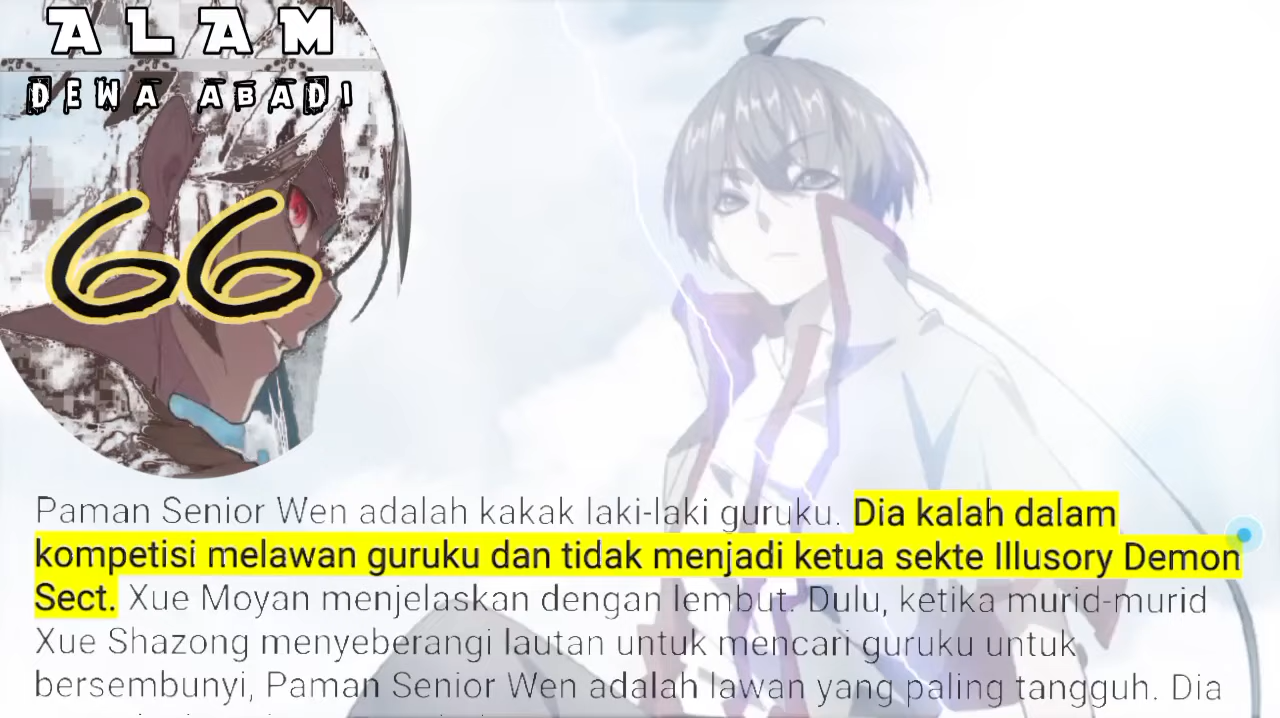 ALAM
DEWA ABADI
66
Paman Senior Wen adalah kakak laki-laki guruku. Dia kalah dalam
kompetisi melawan guruku dan tidak menjadi ketua sekte Illusory Demon
Sect. Xue Moyan menjelaskan dengan lembut. Dulu, ketika murid-murid
Xue Shazong menyeberangi lautan untuk mencari guruku untuk
bersembunyi, Paman Senior Wen adalah lawan yang paling tangguh. Dia